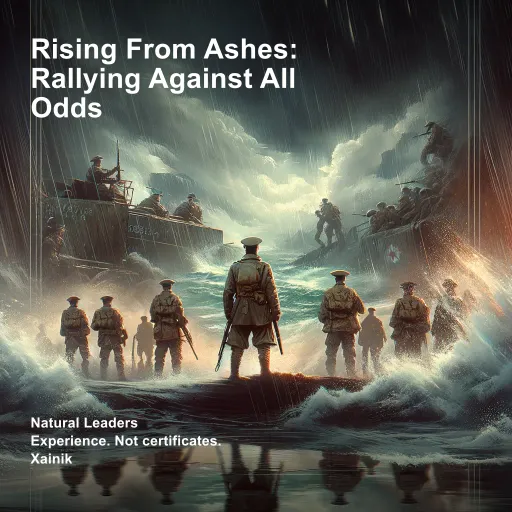 Rising From Ashes:
Rallying Against All
Odds
Natural Leaders
Experience. Not certificates.
Xainik